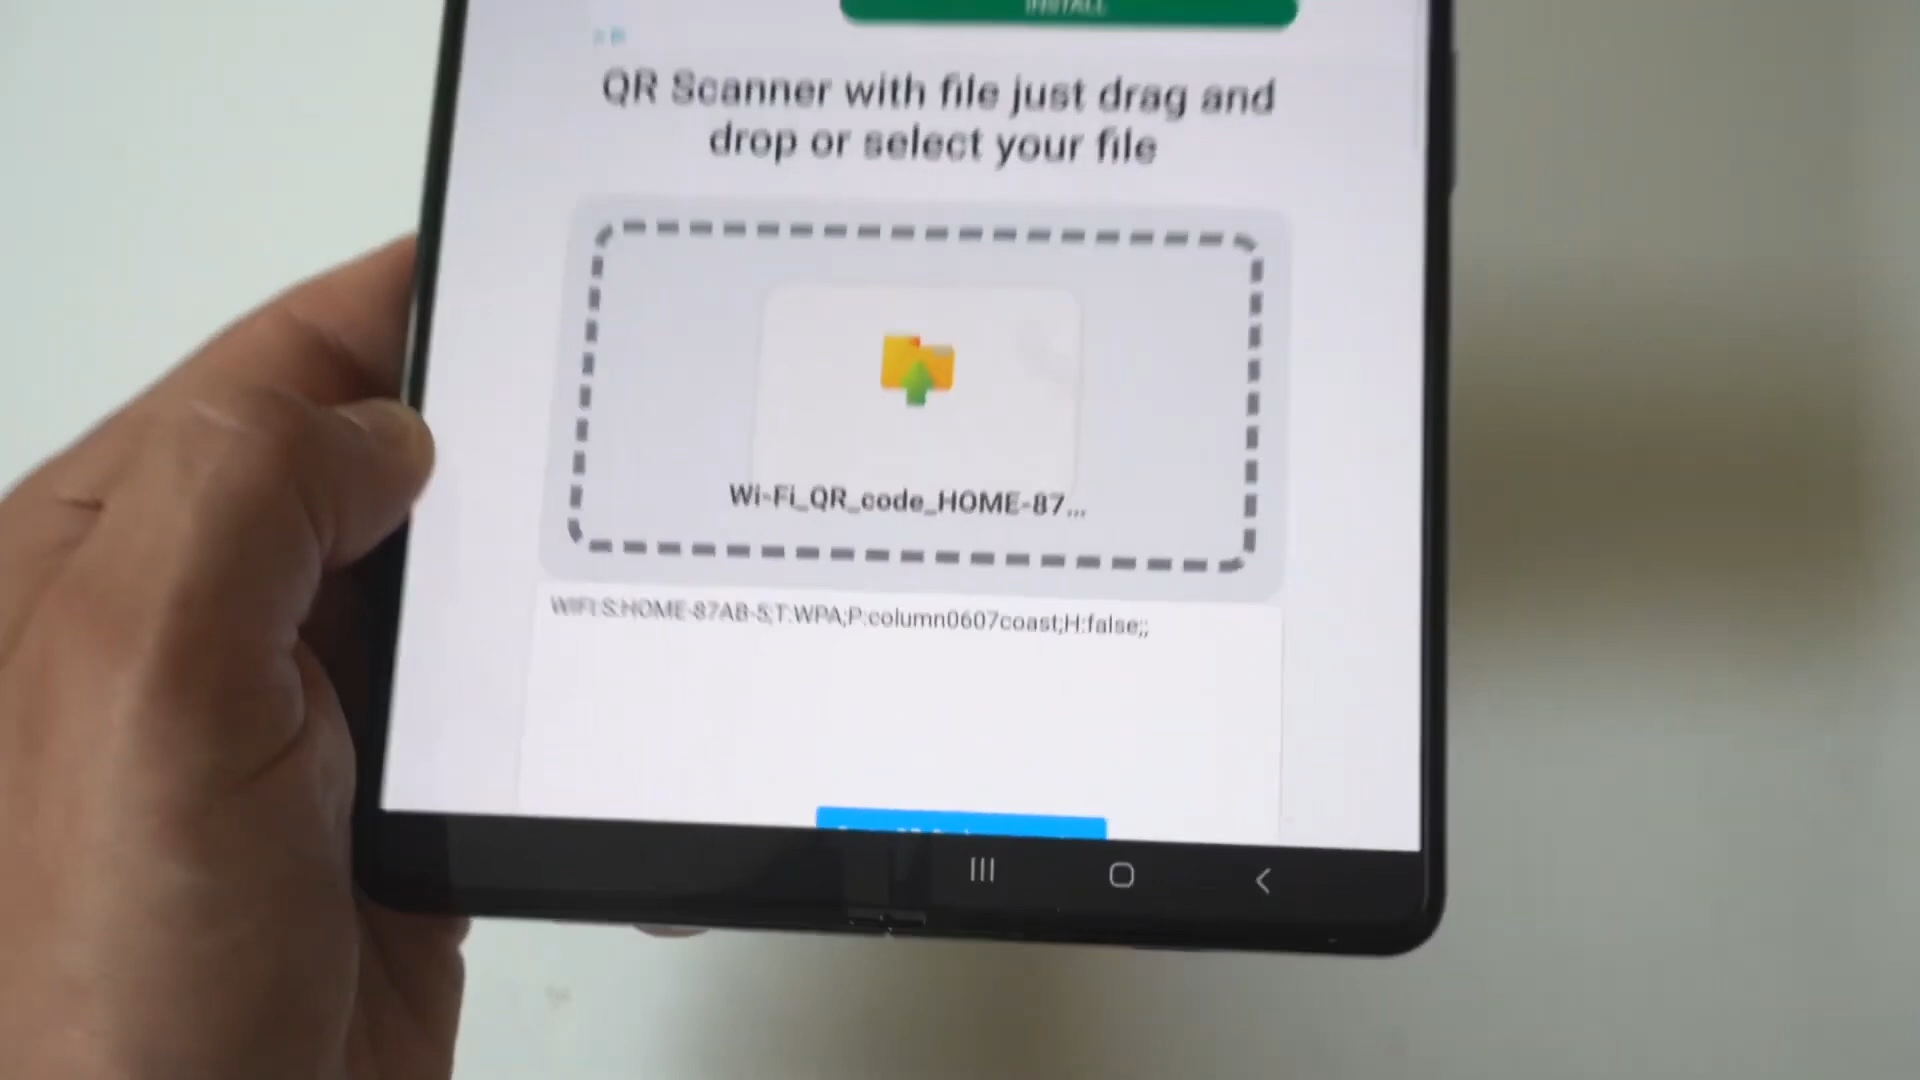 INSTALL
QR Scanner with file just drag and
drop or select your file
Wi-Fi_QR_code_HOME-87...
WIFI:S:HOME-87AB-5;T:WPA;P:column0607coast;H:false;;